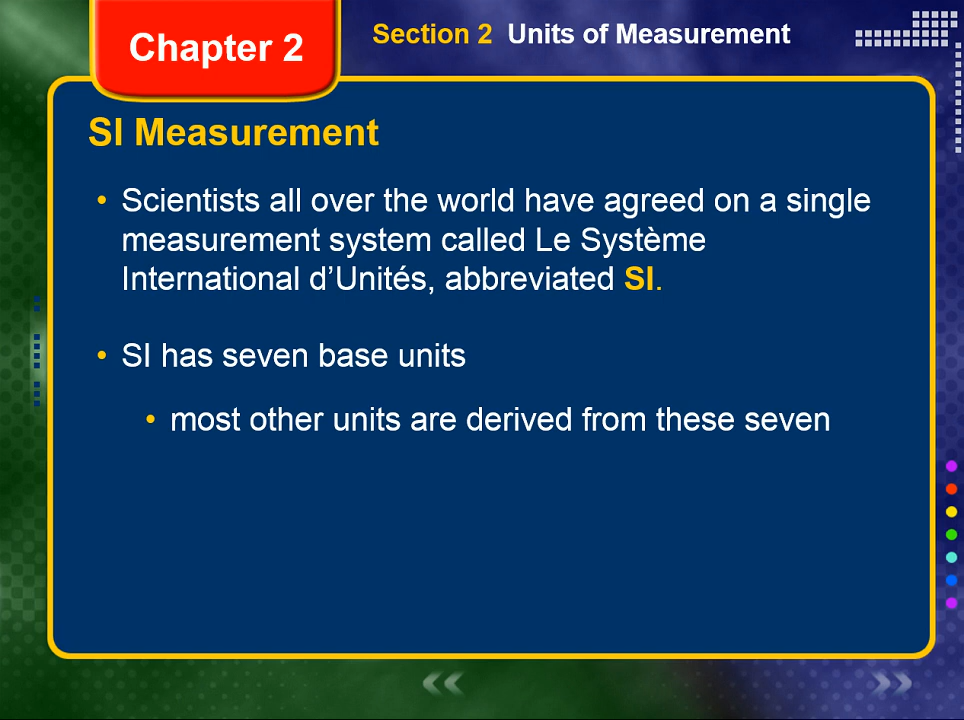 Chapter 2
Section 2 Units of Measurement
SI Measurement
• Scientists all over the world have agreed on a single
measurement system called Le Système
International d’Unités, abbreviated SI.
• SI has seven base units
• most other units are derived from these seven